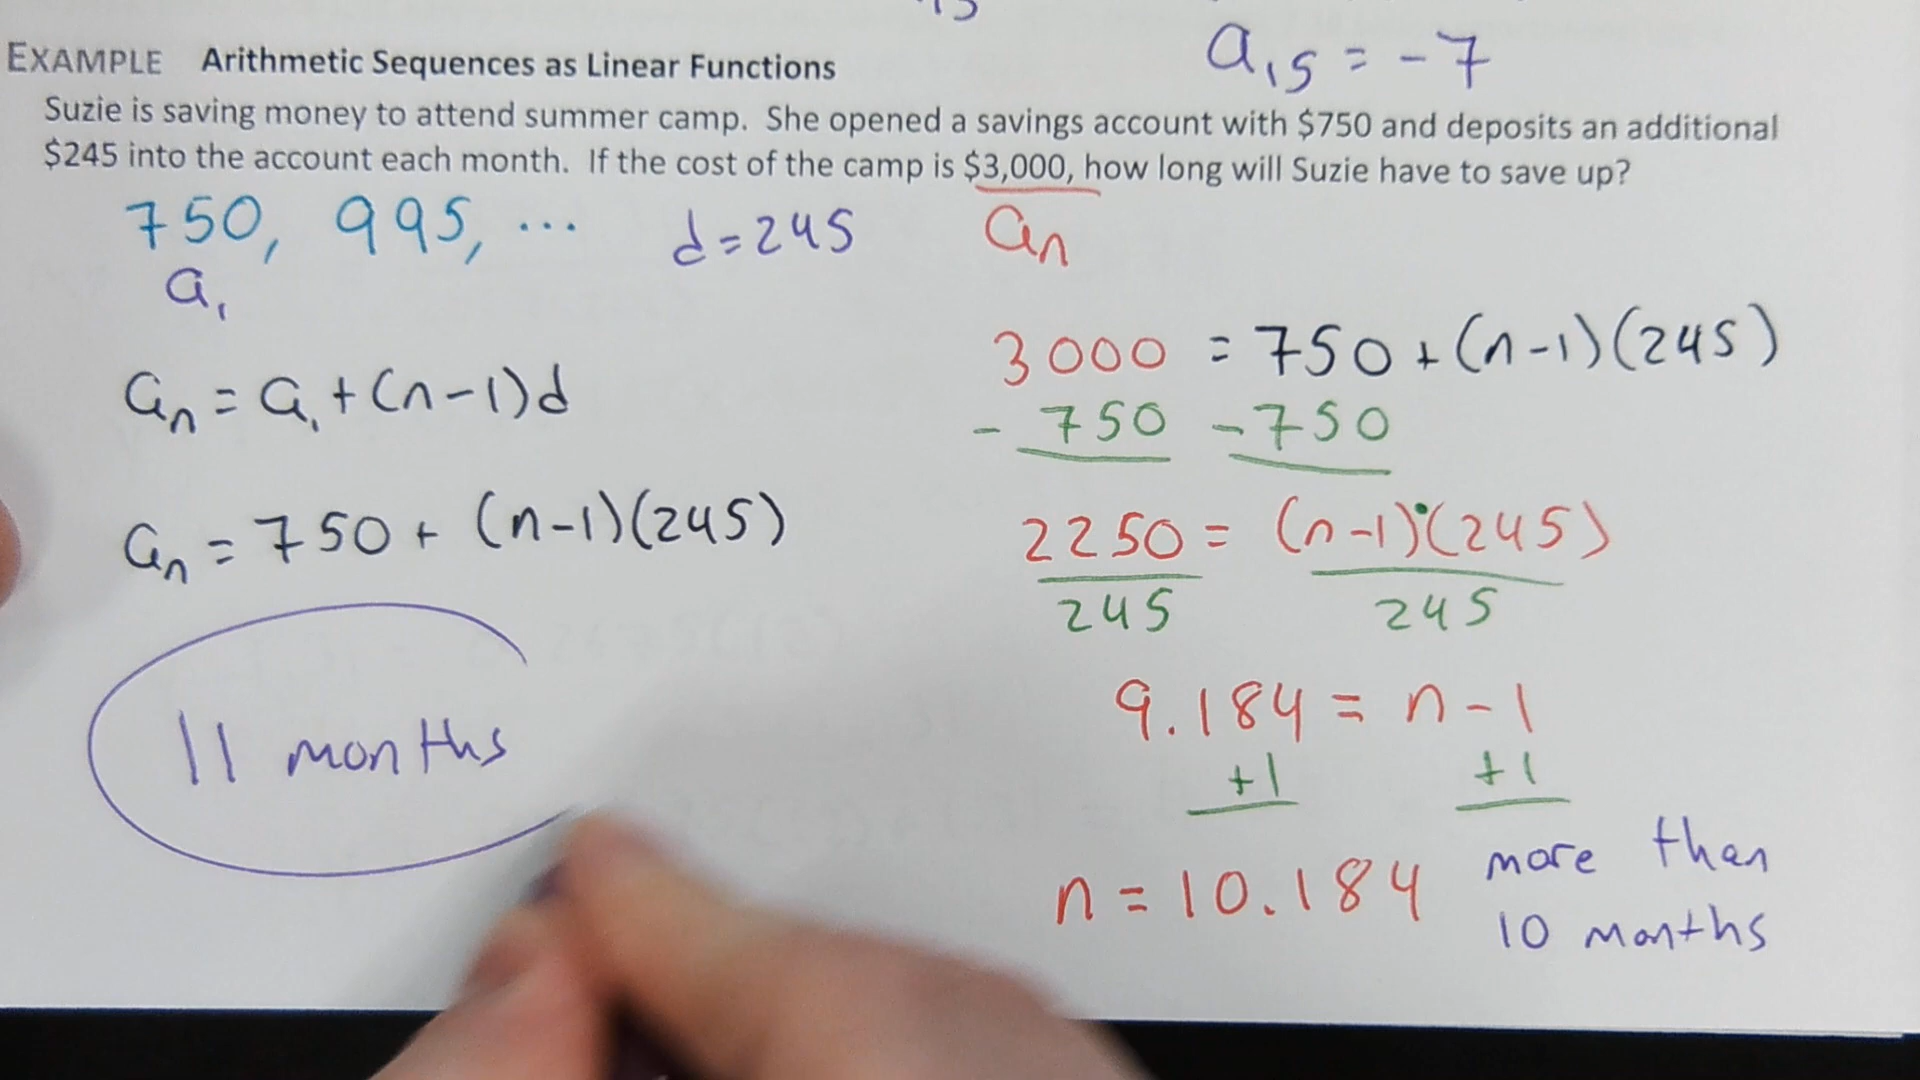 a₁₅ = -7
EXAMPLE Arithmetic Sequences as Linear Functions
Suzie is saving money to attend summer camp. She opened a savings account with $750 and deposits an additional
$245 into the account each month. If the cost of the camp is $3,000, how long will Suzie have to save up?
750, 995, ... d=245 aₙ
a₁
aₙ = a₁ + (n-1)d
aₙ = 750 + (n-1)(245)
11 months
3000 = 750 + (n-1)(245)
- 750 -750
2250 = (n-1)·(245)
245 245
9.184 = n-1
+1 +1
n = 10.184
more than
10 months